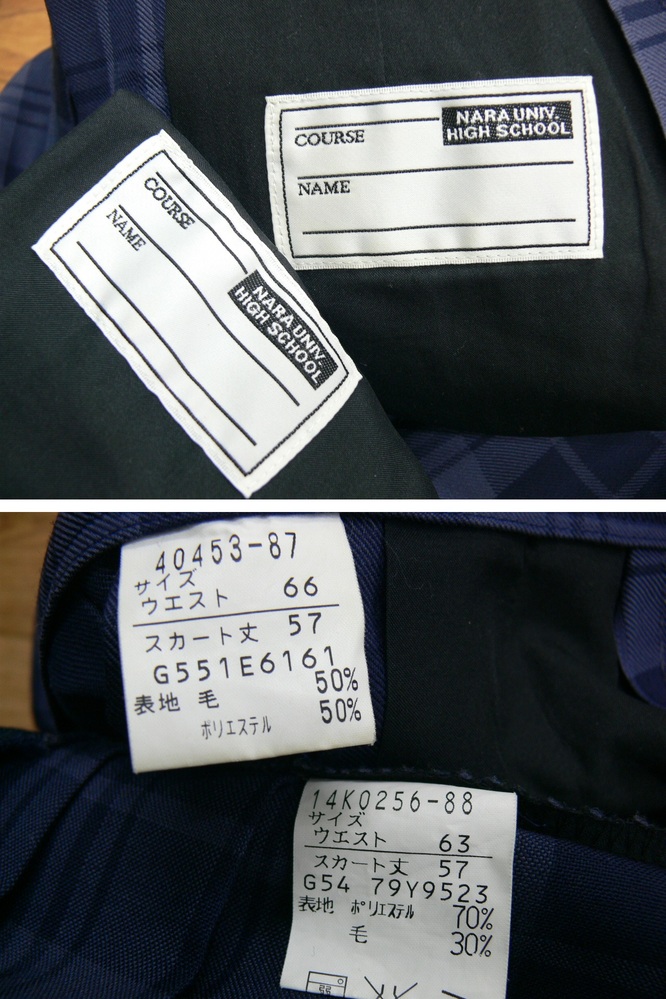 NARA UNIV.
HIGH SCHOOL
COURSE
NAME
COURSE
NAME
NARA UNIV.
HIGH SCHOOL
40453-87
サイズ
ウエスト 66
スカート丈 57
G551E6161
表地 毛 50%
ポリエステル 50%
14K0256-88
サイズ
ウエスト 63
スカート丈 57
G54 79Y9523
表地 ポリエステル 70%
毛 30%